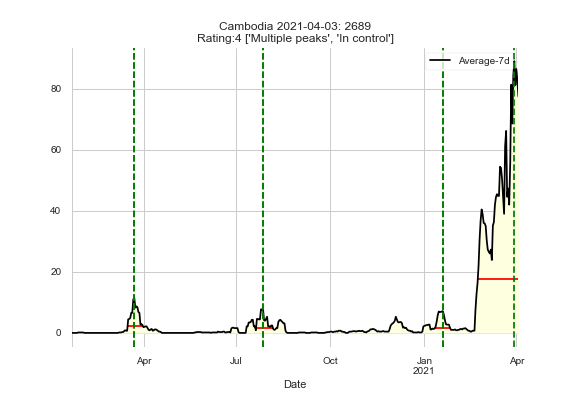 Cambodia 2021-04-03: 2689
Rating:4 ['Multiple peaks', 'In control']
Average-7d
80
60
40
20
0
Apr
Jul
Oct
Jan
2021
Apr
Date